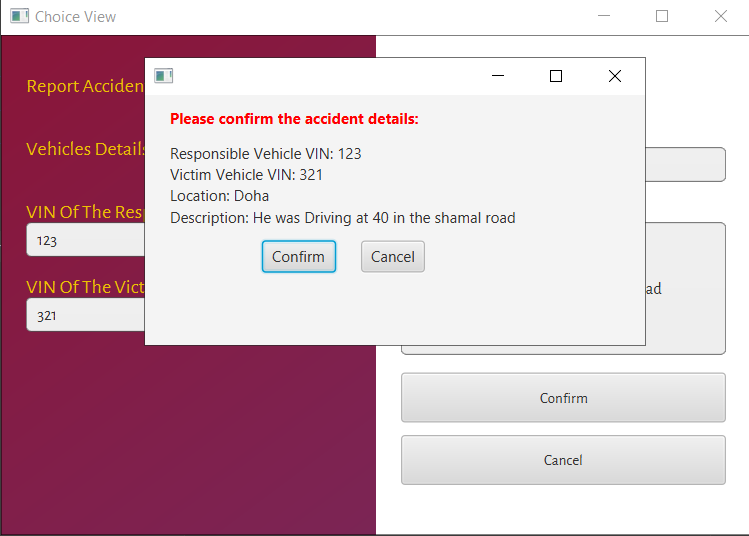 Choice View
Report Acciden
Vehicles Details
VIN Of The Resp
123
VIN Of The Vict
321
Please confirm the accident details:
Responsible Vehicle VIN: 123
Victim Vehicle VIN: 321
Location: Doha
Description: He was Driving at 40 in the shamal road
Confirm
Cancel
ad
Confirm
Cancel